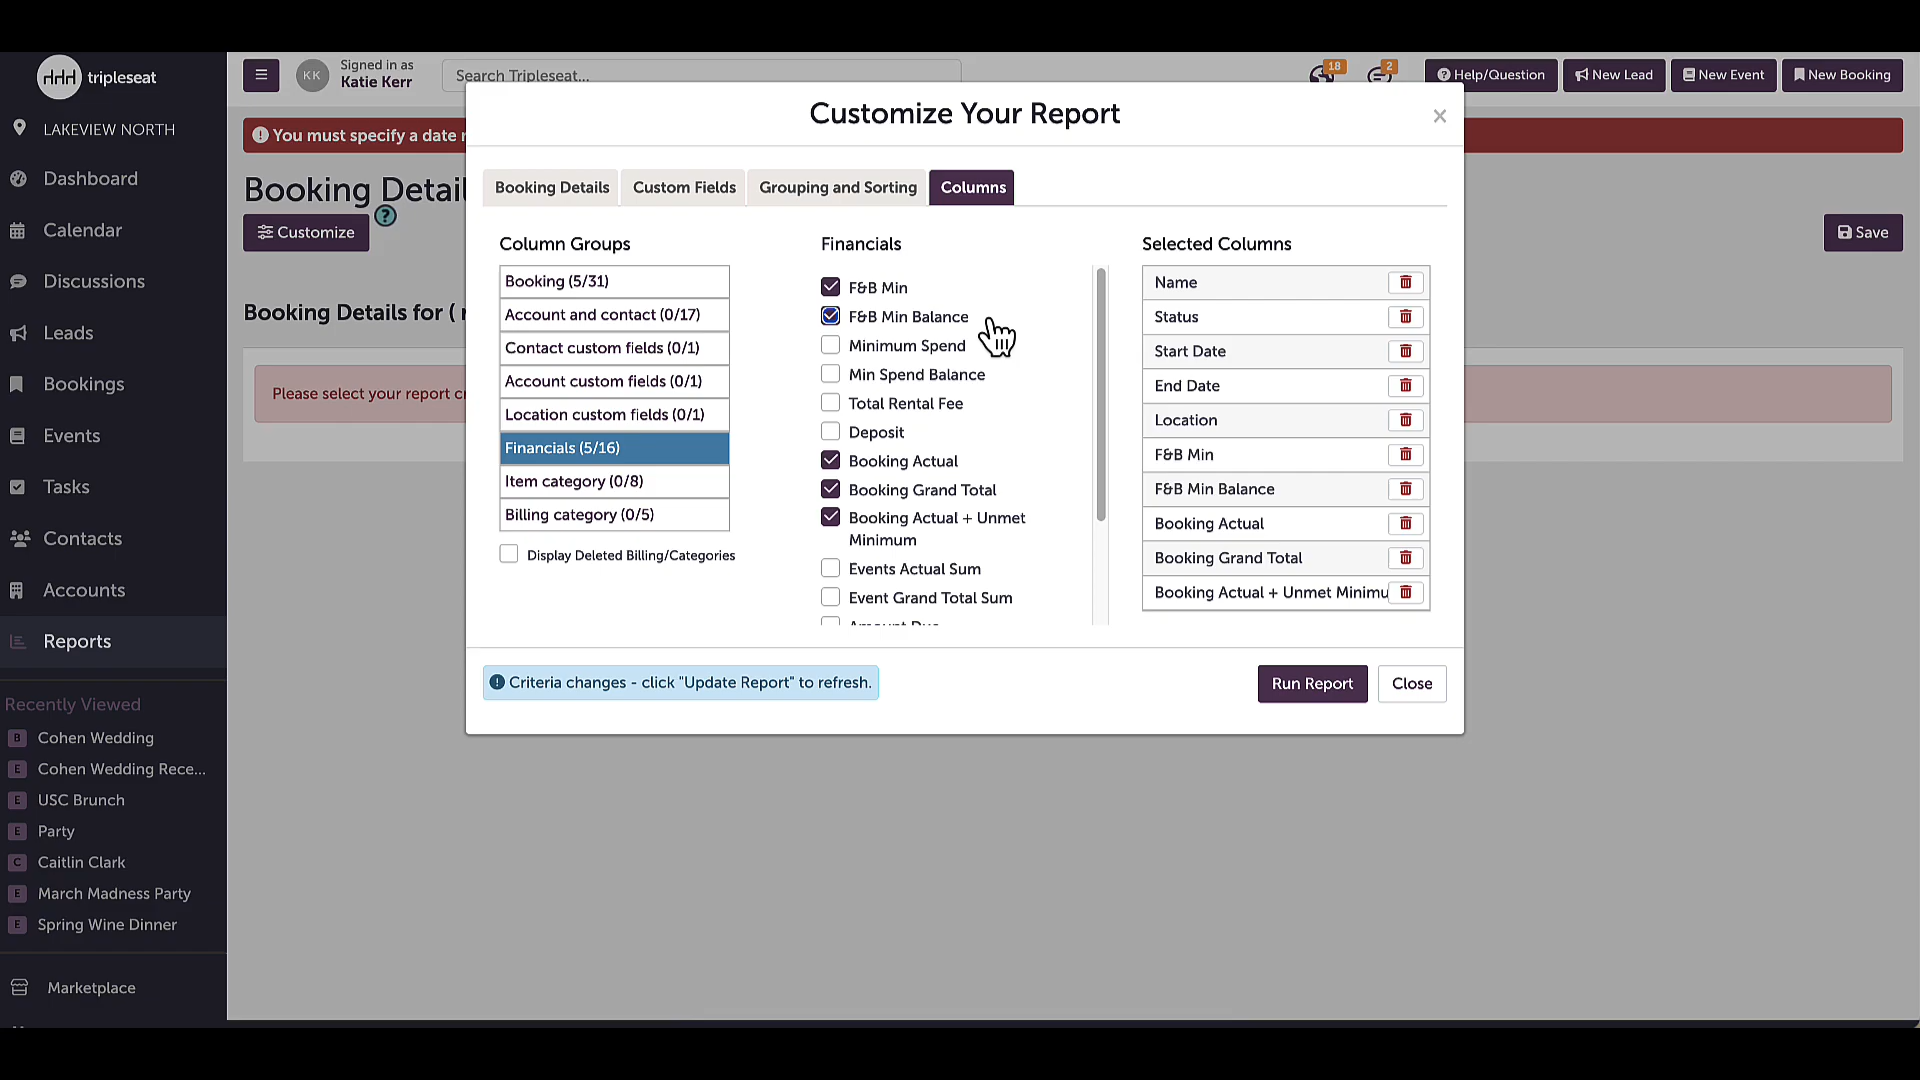 tripleseat
KK
Signed in as
Katie Kerr
Search Tripleseat...
18
2
Help/Question
New Lead
New Event
New Booking
LAKEVIEW NORTH
Dashboard
Calendar
Discussions
Leads
Bookings
Events
Tasks
Contacts
Accounts
Reports
Recently Viewed
B Cohen Wedding
E Cohen Wedding Rece...
E USC Brunch
E Party
C Caitlin Clark
E March Madness Party
E Spring Wine Dinner
Marketplace
You must specify a date
Booking Detail
?
Customize
Save
Booking Details for (
Please select your report
Customize Your Report
×
Booking Details
Custom Fields
Grouping and Sorting
Columns
Column Groups
Booking (5/31)
Account and contact (0/17)
Contact custom fields (0/1)
Account custom fields (0/1)
Location custom fields (0/1)
Financials (5/16)
Item category (0/8)
Billing category (0/5)
Display Deleted Billing/Categories
Financials
F&B Min
F&B Min Balance
Minimum Spend
Min Spend Balance
Total Rental Fee
Deposit
Booking Actual
Booking Grand Total
Booking Actual + Unmet
Minimum
Events Actual Sum
Event Grand Total Sum
Selected Columns
Name
Status
Start Date
End Date
Location
F&B Min
F&B Min Balance
Booking Actual
Booking Grand Total
Booking Actual + Unmet Minimu
Criteria changes - click "Update Report" to refresh.
Run Report
Close